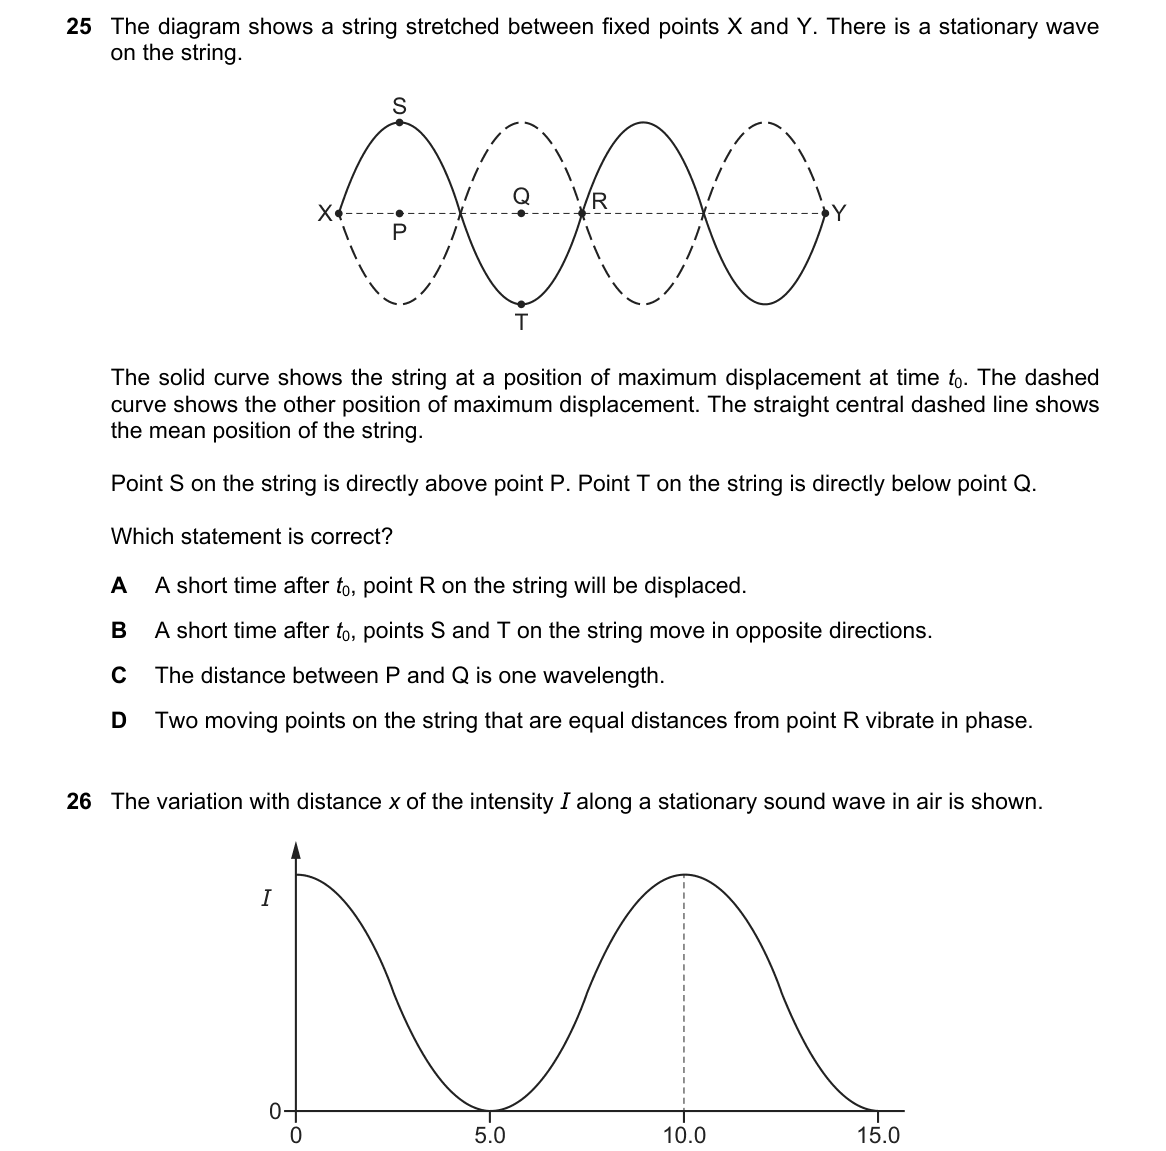 25 The diagram shows a string stretched between fixed points X and Y. There is a stationary wave
on the string.
S
X
Q
R
Y
P
T
The solid curve shows the string at a position of maximum displacement at time t0. The dashed
curve shows the other position of maximum displacement. The straight central dashed line shows
the mean position of the string.
Point S on the string is directly above point P. Point T on the string is directly below point Q.
Which statement is correct?
A A short time after t0, point R on the string will be displaced.
B A short time after t0, points S and T on the string move in opposite directions.
C The distance between P and Q is one wavelength.
D Two moving points on the string that are equal distances from point R vibrate in phase.
26 The variation with distance x of the intensity I along a stationary sound wave in air is shown.
I
0
0 5.0 10.0 15.0